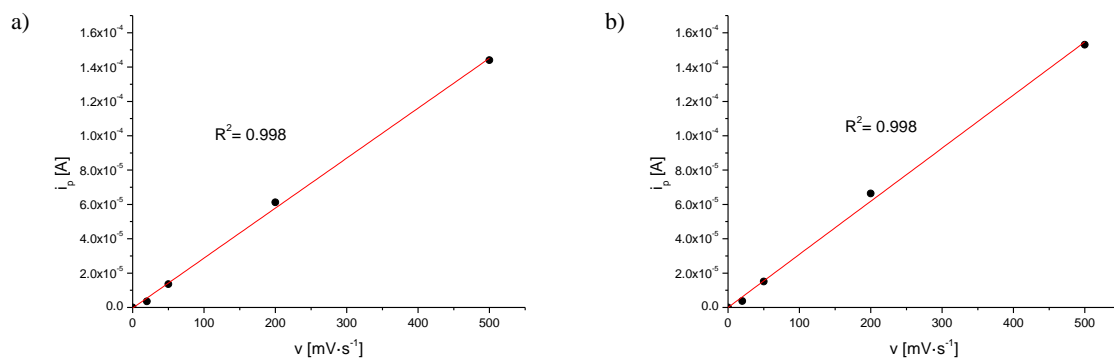 a)
1.6x10⁻⁴
1.4x10⁻⁴
1.2x10⁻⁴
1.0x10⁻⁴
8.0x10⁻⁵
6.0x10⁻⁵
4.0x10⁻⁵
2.0x10⁻⁵
0.0
iₚ [A]
R²= 0.998
0 100 200 300 400 500
v [mV·s⁻¹]
b)
1.6x10⁻⁴
1.4x10⁻⁴
1.2x10⁻⁴
1.0x10⁻⁴
8.0x10⁻⁵
6.0x10⁻⁵
4.0x10⁻⁵
2.0x10⁻⁵
0.0
iₚ [A]
R²= 0.998
0 100 200 300 400 500
v [mV·s⁻¹]